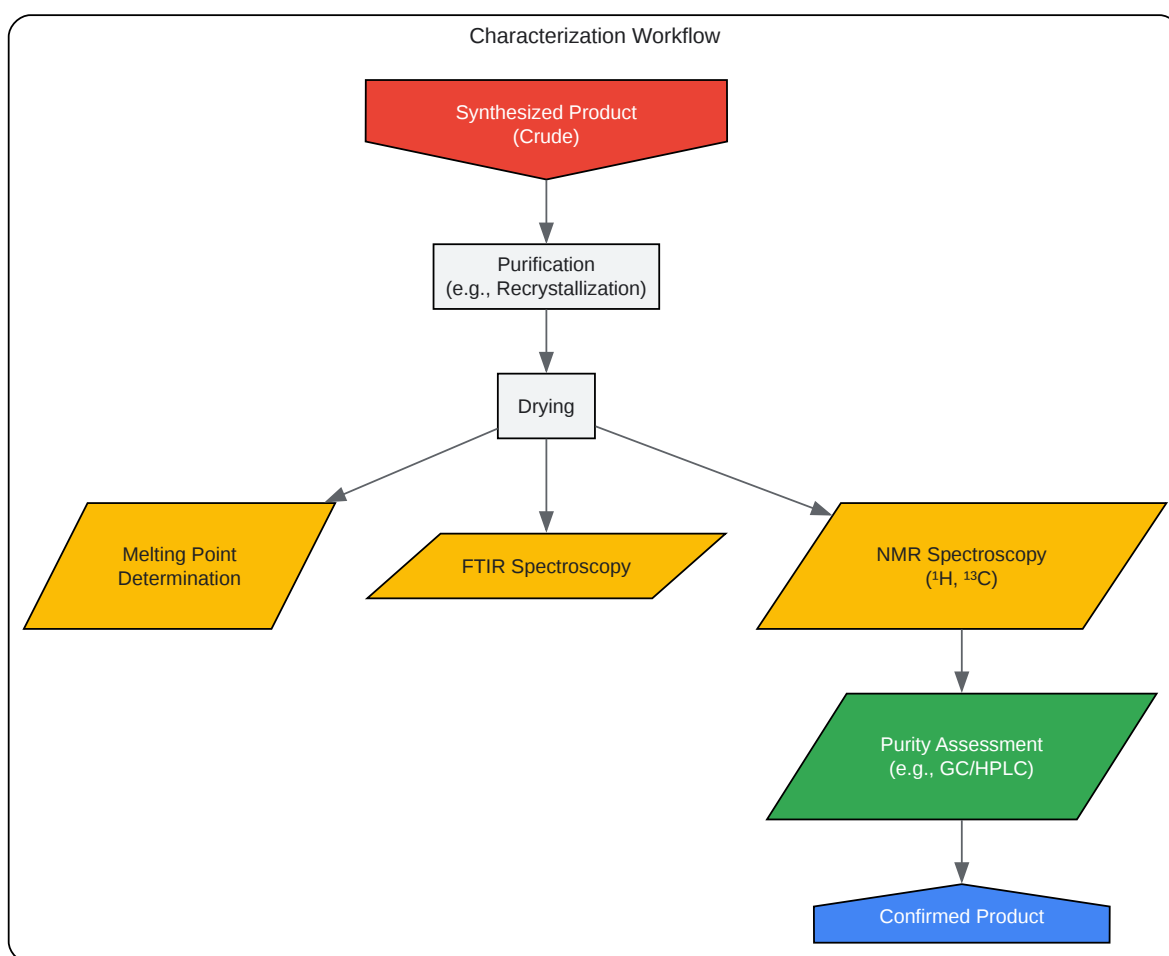 Characterization Workflow
Synthesized Product
(Crude)
Purification
(e.g., Recrystallization)
Drying
Melting Point
Determination
FTIR Spectroscopy
NMR Spectroscopy
(¹H, ¹³C)
Purity Assessment
(e.g., GC/HPLC)
Confirmed Product